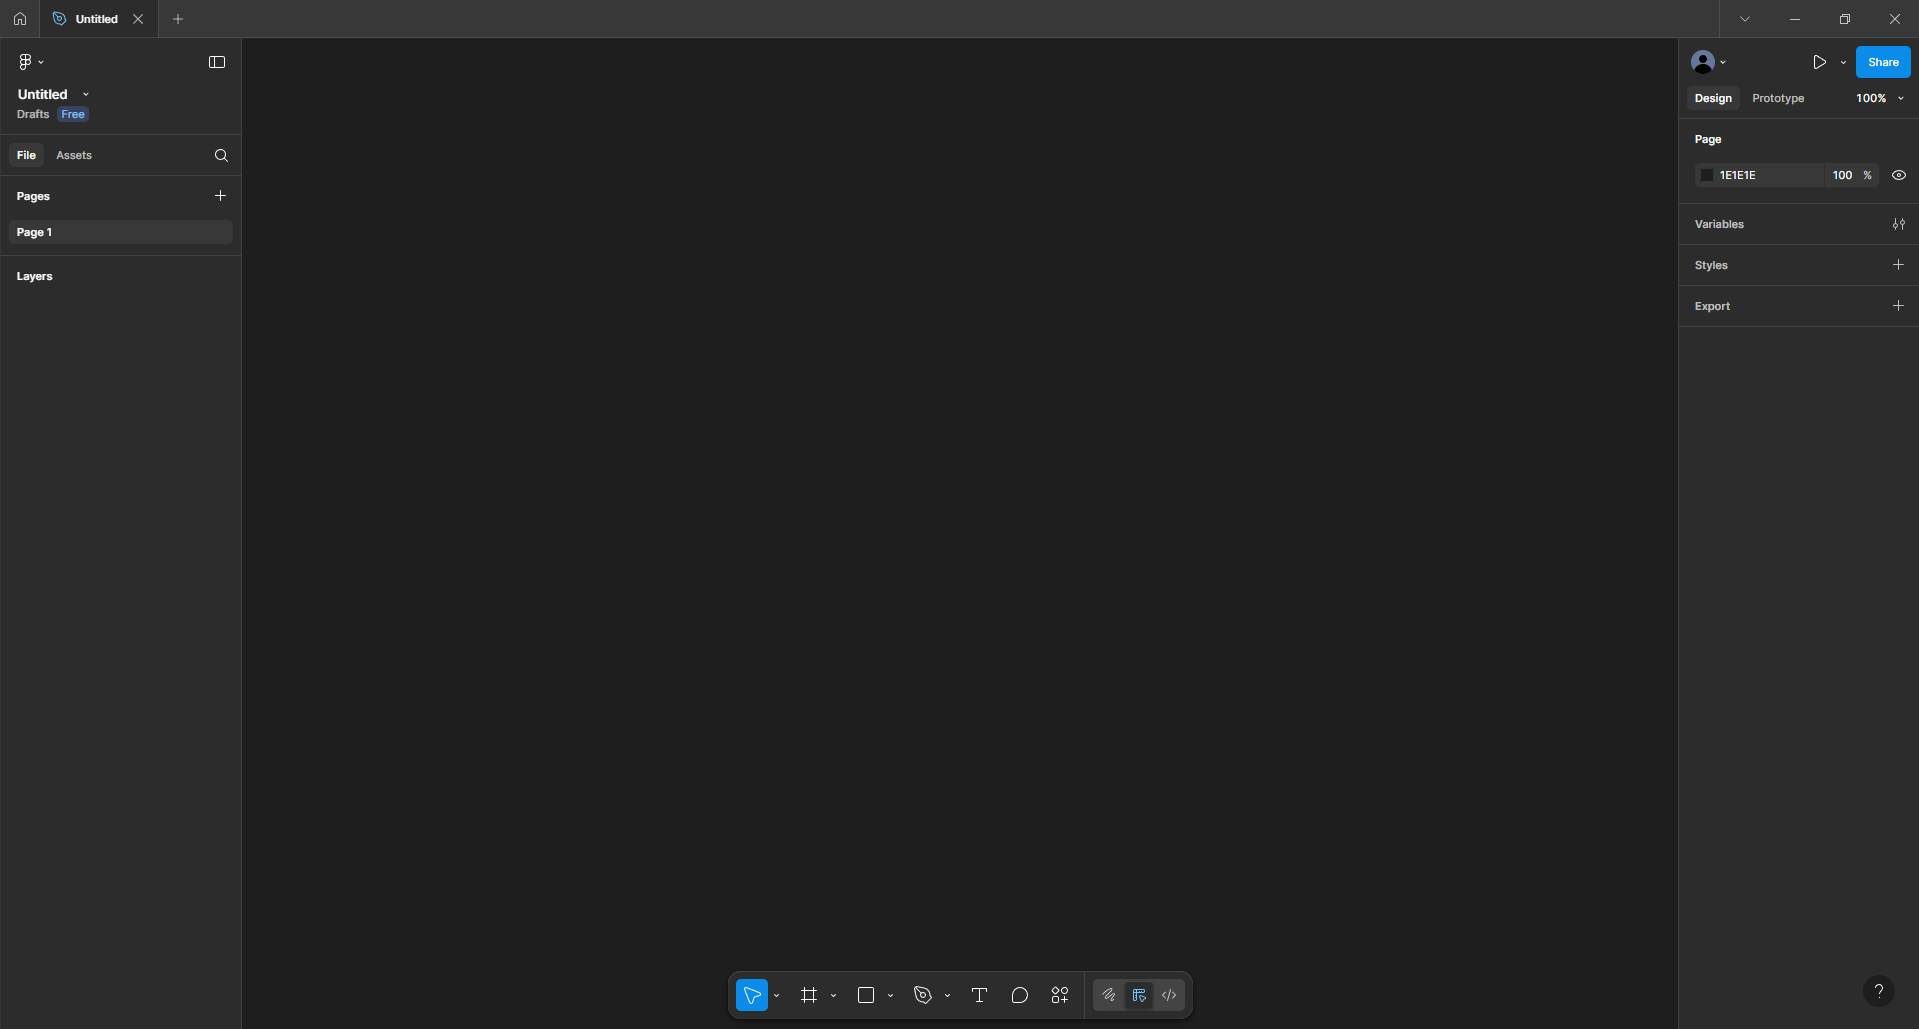 Untitled
Untitled
Drafts Free
File Assets
Pages
Page 1
Layers
Share
Design Prototype 100%
Page
1E1E1E 100 %
Variables
Styles
Export
?